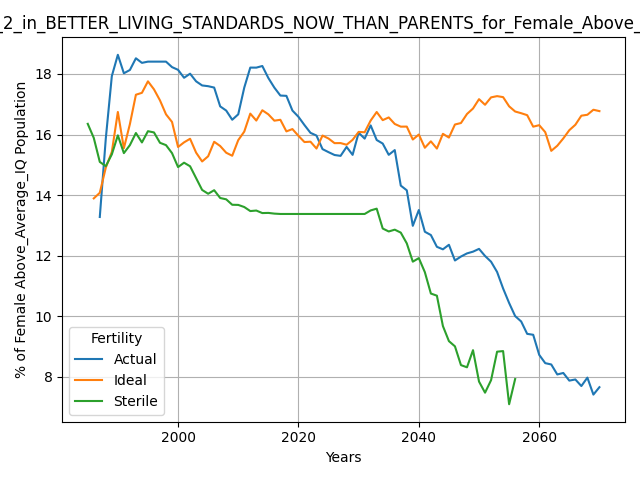 _2_in_BETTER_LIVING_STANDARDS_NOW_THAN_PARENTS_for_Female_Above_
% of Female Above_Average_IQ Population
18
16
14
12
10
8
Fertility
Actual
Ideal
Sterile
2000 2020 2040 2060
Years